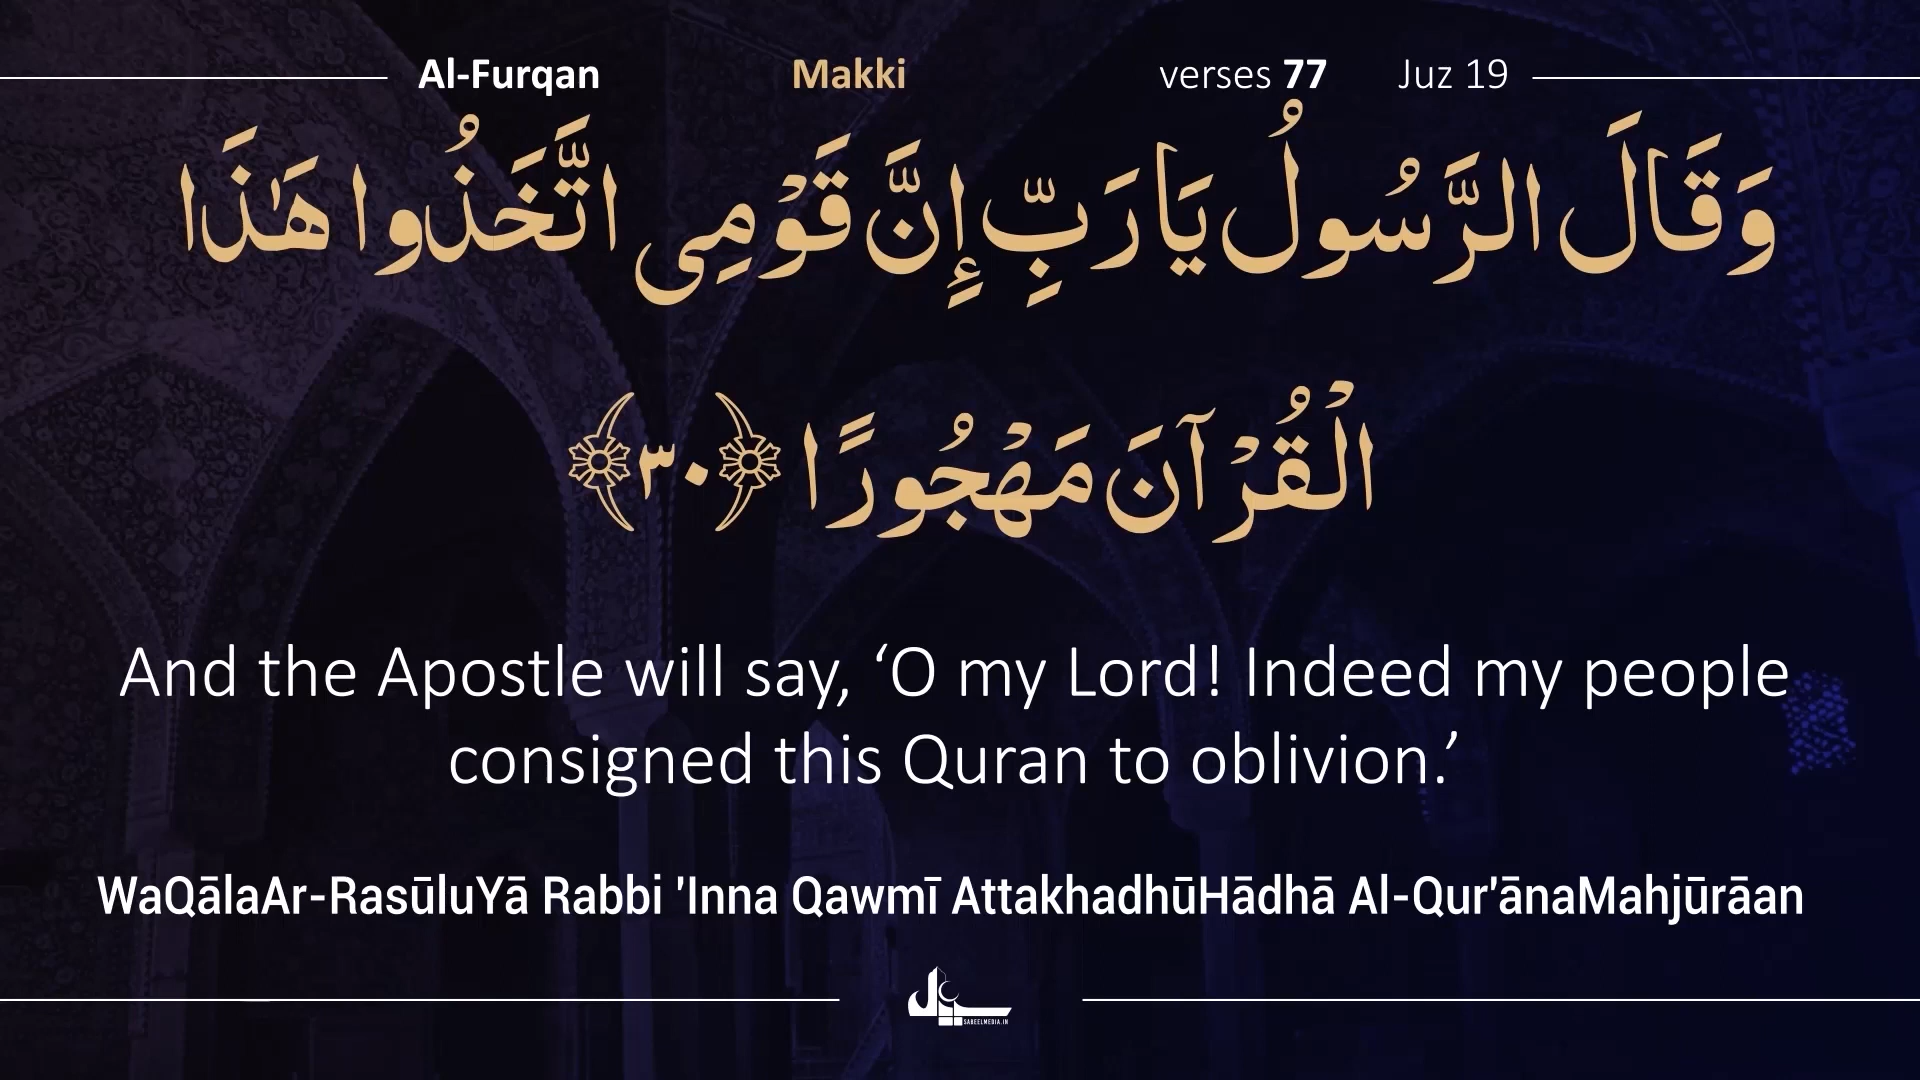 Al-Furqan Makki verses 77 Juz 19
وَقَالَ الرَّسُولُ يَا رَبِّ إِنَّ قَوْمِى اتَّخَذُوا هَٰذَا
الْقُرْآنَ مَهْجُورًا ﴿٣٠﴾
And the Apostle will say, ‘O my Lord! Indeed my people
consigned this Quran to oblivion.’
WaQālaAr-RasūluYā Rabbi 'Inna Qawmī AttakhadhūHādhā Al-Qur'ānaMahjūrāan
SABEELMEDIA.IN